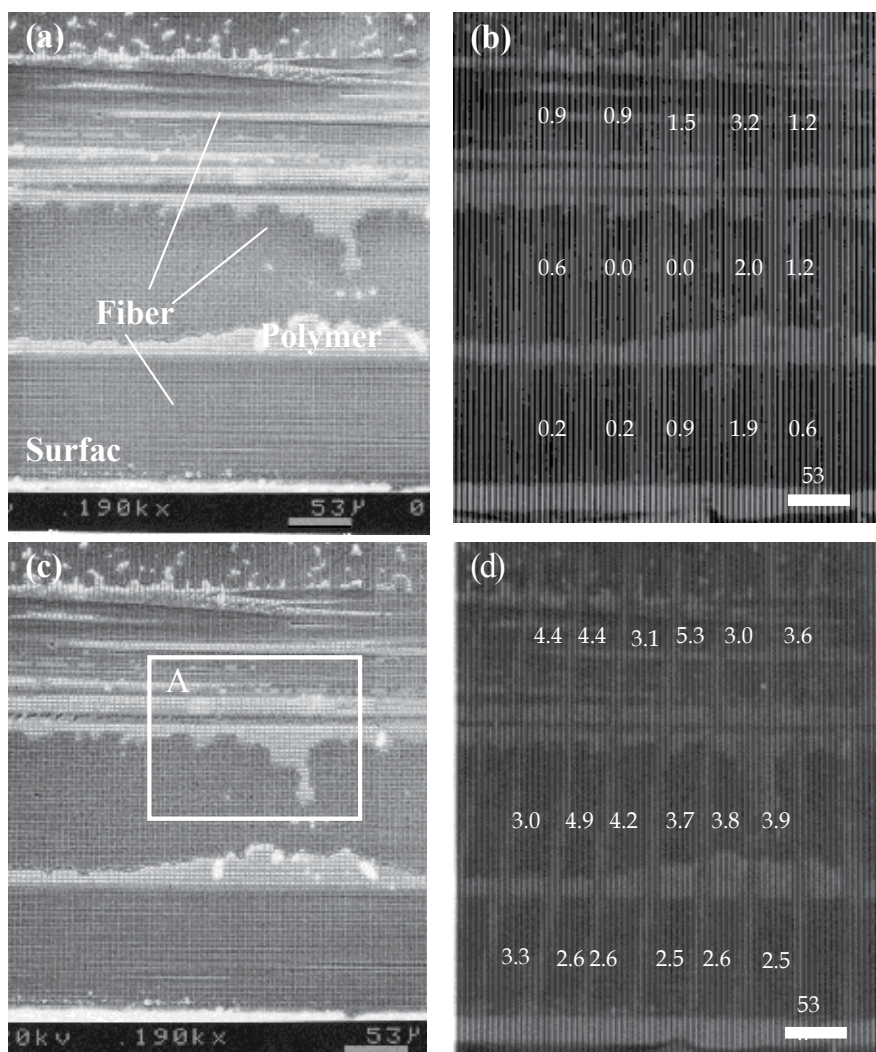 (a)
Fiber
Polymer
Surfac
.190kx 53µ 0
(b)
0.9 0.9 1.5 3.2 1.2
0.6 0.0 0.0 2.0 1.2
0.2 0.2 0.9 1.9 0.6
53
(c)
A
0kv .190kx 53µ
(d)
4.4 4.4 3.1 5.3 3.0 3.6
3.0 4.9 4.2 3.7 3.8 3.9
3.3 2.6 2.6 2.5 2.6 2.5
53